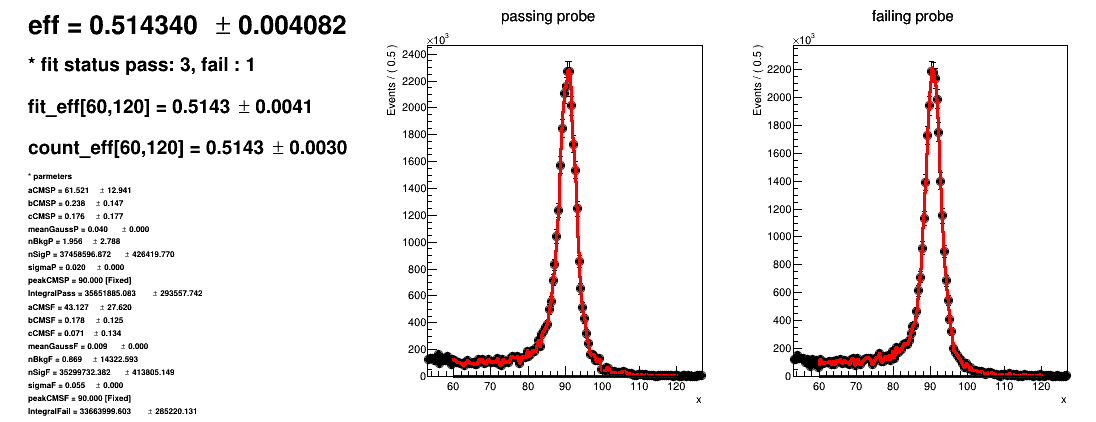 eff = 0.514340 ± 0.004082
* fit status pass: 3, fail : 1
fit_eff[60,120] = 0.5143 ± 0.0041
count_eff[60,120] = 0.5143 ± 0.0030
* parmeters
aCMSP = 61.521 ± 12.941
bCMSP = 0.238 ± 0.147
cCMSP = 0.176 ± 0.177
meanGaussP = 0.040 ± 0.000
nBkgP = 1.956 ± 2.788
nSigP = 37458596.872 ± 426419.770
sigmaP = 0.020 ± 0.000
peakCMSP = 90.000 [Fixed]
IntegralPass = 35651885.083 ± 293557.742
aCMSF = 43.127 ± 27.620
bCMSF = 0.178 ± 0.125
cCMSF = 0.071 ± 0.134
meanGaussF = 0.009 ± 0.000
nBkgF = 0.869 ± 14322.593
nSigF = 35299732.382 ± 413805.149
sigmaF = 0.055 ± 0.000
peakCMSF = 90.000 [Fixed]
IntegralFail = 33663999.603 ± 285220.131
passing probe
×10³
Events / ( 0.5 )
2400
2200
2000
1800
1600
1400
1200
1000
800
600
400
200
0
60 70 80 90 100 110 120
x
failing probe
×10³
Events / ( 0.5 )
2200
2000
1800
1600
1400
1200
1000
800
600
400
200
0
60 70 80 90 100 110 120
x